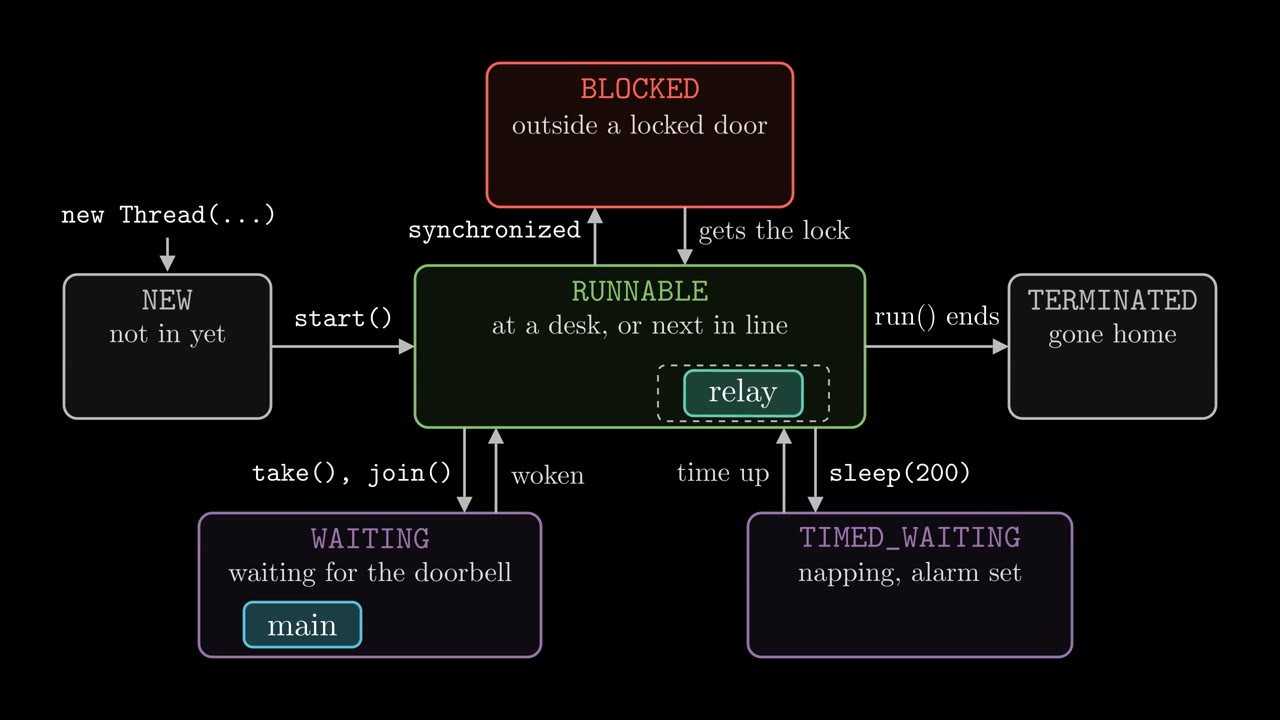 BLOCKED
outside a locked door
new Thread(...)
synchronized
gets the lock
NEW
not in yet
start()
RUNNABLE
at a desk, or next in line
relay
run() ends
TERMINATED
gone home
take(), join()
woken
time up
sleep(200)
WAITING
waiting for the doorbell
main
TIMED_WAITING
napping, alarm set